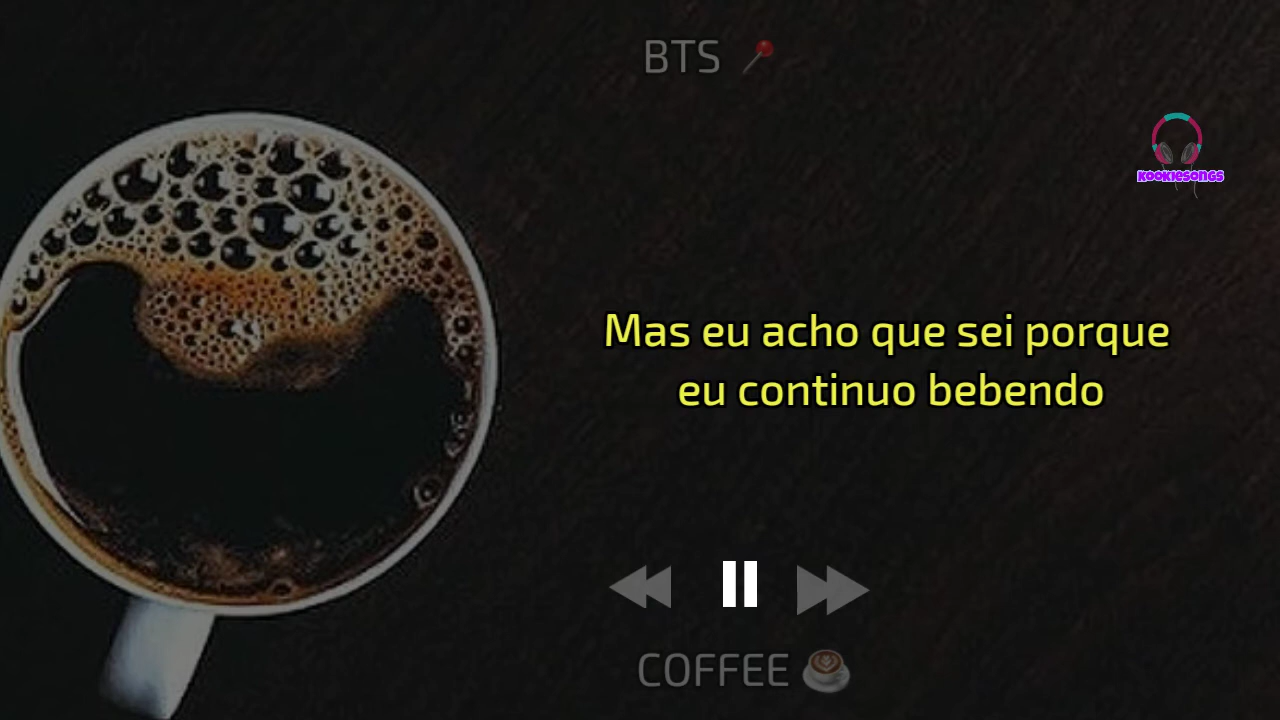 BTS
KOOKIESONGS
Mas eu acho que sei porque
eu continuo bebendo
COFFEE